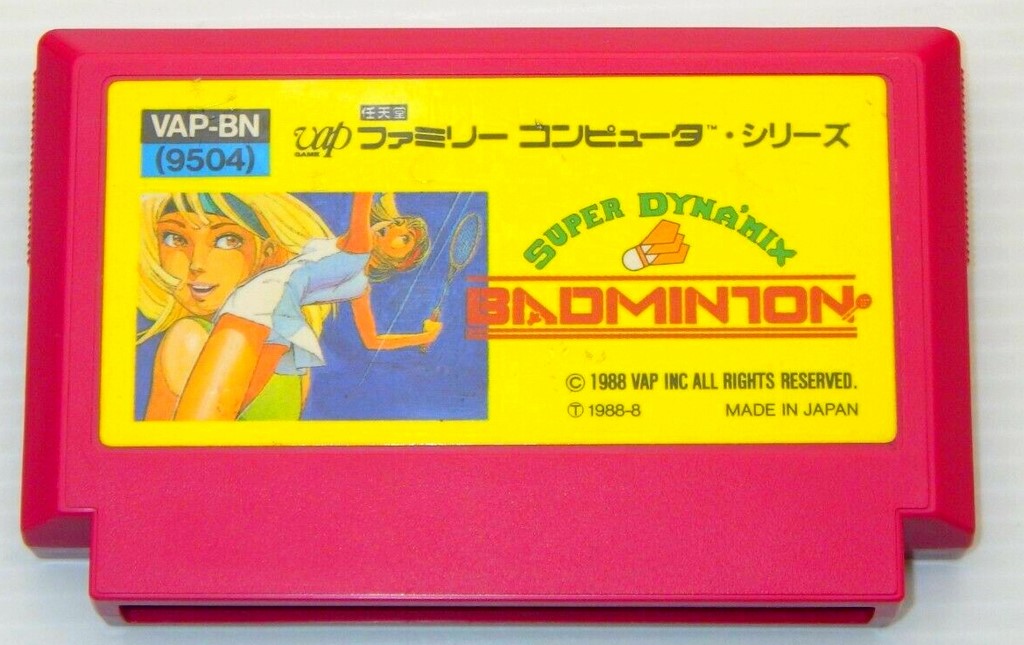 VAP-BN
(9504)
任天堂
vap ファミリー コンピュータ™・シリーズ
GAME
SUPER DYNA'MIX
BADMINTON
© 1988 VAP INC ALL RIGHTS RESERVED.
Ⓣ 1988-8 MADE IN JAPAN